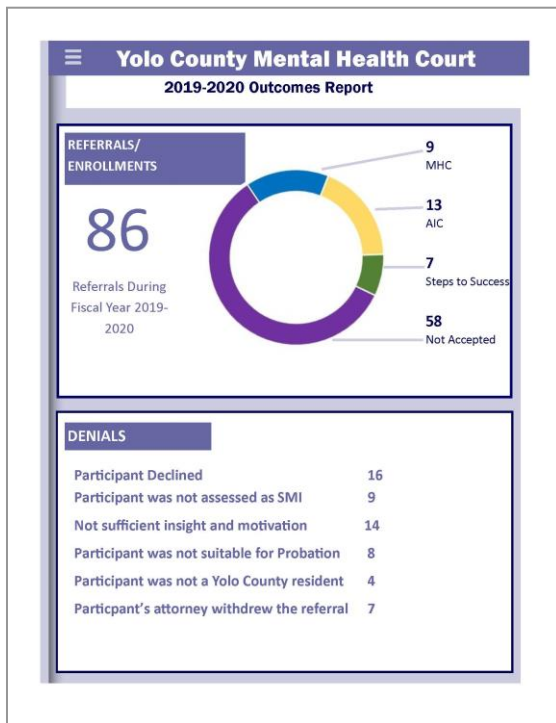 Yolo County Mental Health Court
2019-2020 Outcomes Report
REFERRALS/
ENROLLMENTS
86
Referrals During
Fiscal Year 2019-
2020
9
MHC
13
AIC
7
Steps to Success
58
Not Accepted
DENIALS
Participant Declined 16
Participant was not assessed as SMI 9
Not sufficient insight and motivation 14
Participant was not suitable for Probation 8
Participant was not a Yolo County resident 4
Particpant's attorney withdrew the referral 7